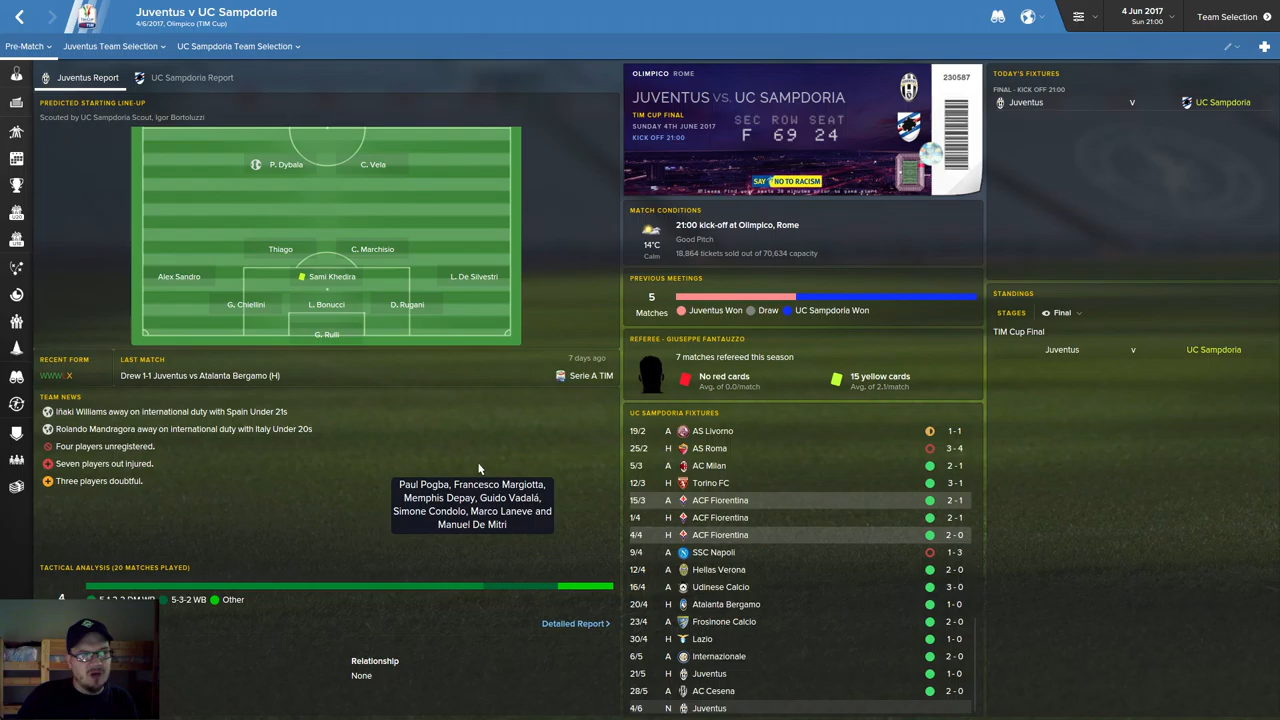 Juventus v UC Sampdoria
4/6/2017, Olimpico (TIM Cup)
4 Jun 2017
Sun 21:00
Team Selection
Pre-Match
Juventus Team Selection
UC Sampdoria Team Selection
Juventus Report
UC Sampdoria Report
PREDICTED STARTING LINE-UP
Scouted by UC Sampdoria Scout, Igor Bortoluzzi
P. Dybala
C. Vela
Thiago
C. Marchisio
Alex Sandro
Sami Khedira
L. De Silvestri
G. Chiellini
L. Bonucci
D. Rugani
G. Rulli
RECENT FORM
LAST MATCH
7 days ago
Drew 1-1 Juventus vs Atalanta Bergamo (H)
Serie A TIM
TEAM NEWS
Iñaki Williams away on international duty with Spain Under 21s
Rolando Mandragora away on international duty with Italy Under 20s
Four players unregistered.
Seven players out injured.
Three players doubtful.
Paul Pogba, Francesco Margiotta,
Memphis Depay, Guido Vadalá,
Simone Condolo, Marco Laneve and
Manuel De Mitri
TACTICAL ANALYSIS (20 MATCHES PLAYED)
5-3-2 WB
Other
Detailed Report
Relationship
None
OLIMPICO ROME
230587
JUVENTUS VS. UC SAMPDORIA
TIM CUP FINAL
SUNDAY 4TH JUNE 2017
KICK OFF 21:00
SEC ROW SEAT
F 69 24
SAY NO TO RACISM
MATCH CONDITIONS
21:00 kick-off at Olimpico, Rome
Good Pitch
14°C
Calm
18,864 tickets sold out of 70,634 capacity
PREVIOUS MEETINGS
5
Matches
Juventus Won
Draw
UC Sampdoria Won
REFEREE - GIUSEPPE FANTAUZZO
7 matches refereed this season
No red cards
Avg. of 0.0/match
15 yellow cards
Avg. of 2.1/match
UC SAMPDORIA FIXTURES
19/2 A AS Livorno 1 - 1
25/2 H AS Roma 3 - 4
5/3 A AC Milan 2 - 1
12/3 H Torino FC 3 - 1
15/3 A ACF Fiorentina 2 - 1
1/4 H ACF Fiorentina 2 - 1
4/4 H ACF Fiorentina 2 - 0
9/4 A SSC Napoli 1 - 3
12/4 A Hellas Verona 2 - 0
16/4 A Udinese Calcio 3 - 0
20/4 H Atalanta Bergamo 1 - 0
23/4 A Frosinone Calcio 2 - 0
30/4 H Lazio 1 - 0
6/5 A Internazionale 2 - 0
21/5 H Juventus 1 - 0
28/5 A AC Cesena 2 - 0
4/6 N Juventus
TODAY'S FIXTURES
FINAL - KICK OFF 21:00
Juventus v UC Sampdoria
STANDINGS
STAGES Final
TIM Cup Final
Juventus v UC Sampdoria